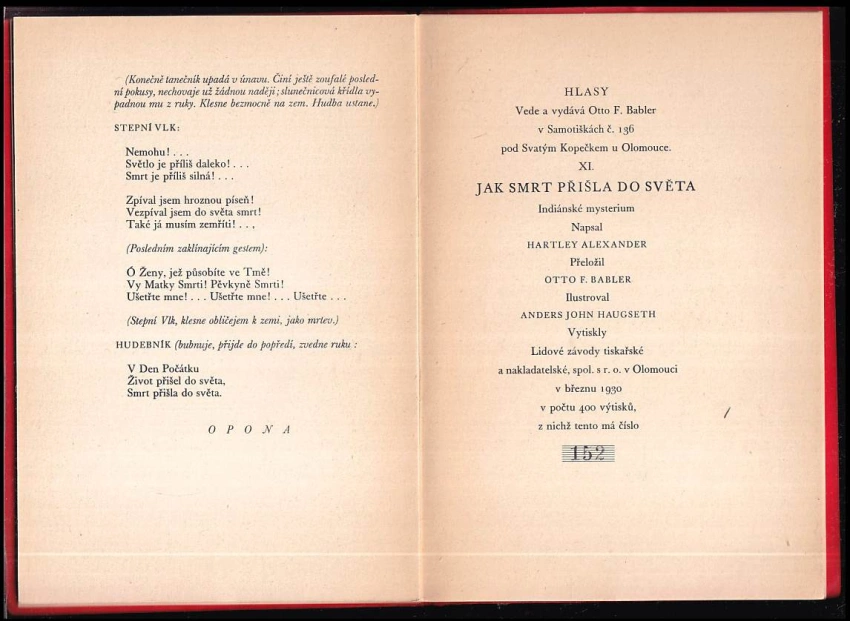 (Konečně tanečník upadá v únavu. Činí ještě zoufalé posled-
ní pokusy, nechovaje už žádnou naději; slunečnicová křídla vy-
padnou mu z ruky. Klesne bezmocně na zem. Hudba ustane.)
STEPNÍ VLK:
Nemohu! . . .
Světlo je příliš daleko! . . .
Smrt je příliš silná! . . .
Zpíval jsem hroznou píseň!
Vezpíval jsem do světa smrt!
Také já musím zemříti! . . .
(Posledním zaklínajícím gestem):
Ó Ženy, jež působíte ve Tmě!
Vy Matky Smrti! Pěvkyně Smrti!
Ušetřte mne! . . . Ušetřte mne! . . . Ušetřte . . .
(Stepní Vlk, klesne obličejem k zemi, jako mrtev.)
HUDEBNÍK (bubnuje, přijde do popředí, zvedne ruku :
V Den Počátku
Život přišel do světa,
Smrt přišla do světa.
OPONA
HLASY
Vede a vydává Otto F. Babler
v Samotiškách č. 136
pod Svatým Kopečkem u Olomouce.
XI.
JAK SMRT PŘIŠLA DO SVĚTA
Indiánské mysterium
Napsal
HARTLEY ALEXANDER
Přeložil
OTTO F. BABLER
Ilustroval
ANDERS JOHN HAUGSETH
Vytiskly
Lidové závody tiskařské
a nakladatelské, spol. s r. o. v Olomouci
v březnu 1930
v počtu 400 výtisků,
z nichž tento má číslo
152